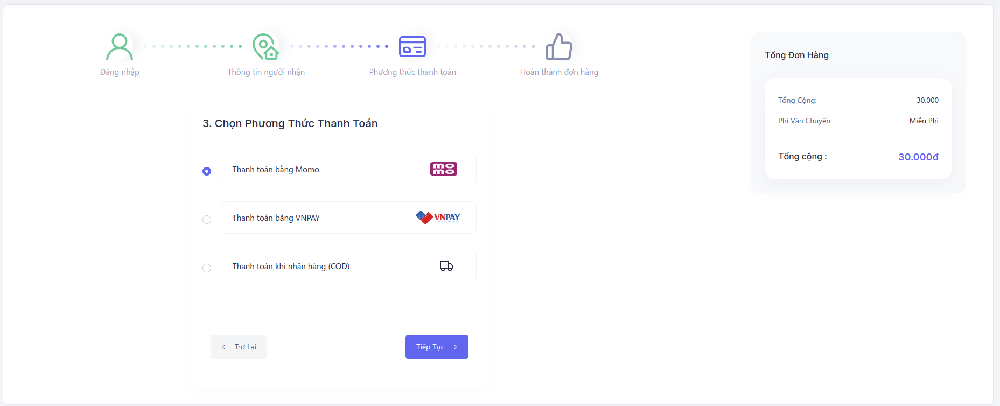 Đăng nhập
Thông tin người nhận
Phương thức thanh toán
Hoàn thành đơn hàng
3. Chọn Phương Thức Thanh Toán
Thanh toán bằng Momo
mo
mo
Thanh toán bằng VNPAY
VNPAY
Thanh toán khi nhận hàng (COD)
← Trở Lại
Tiếp Tục →
Tổng Đơn Hàng
Tổng Cộng: 30.000
Phí Vận Chuyển: Miễn Phí
Tổng cộng : 30.000đ